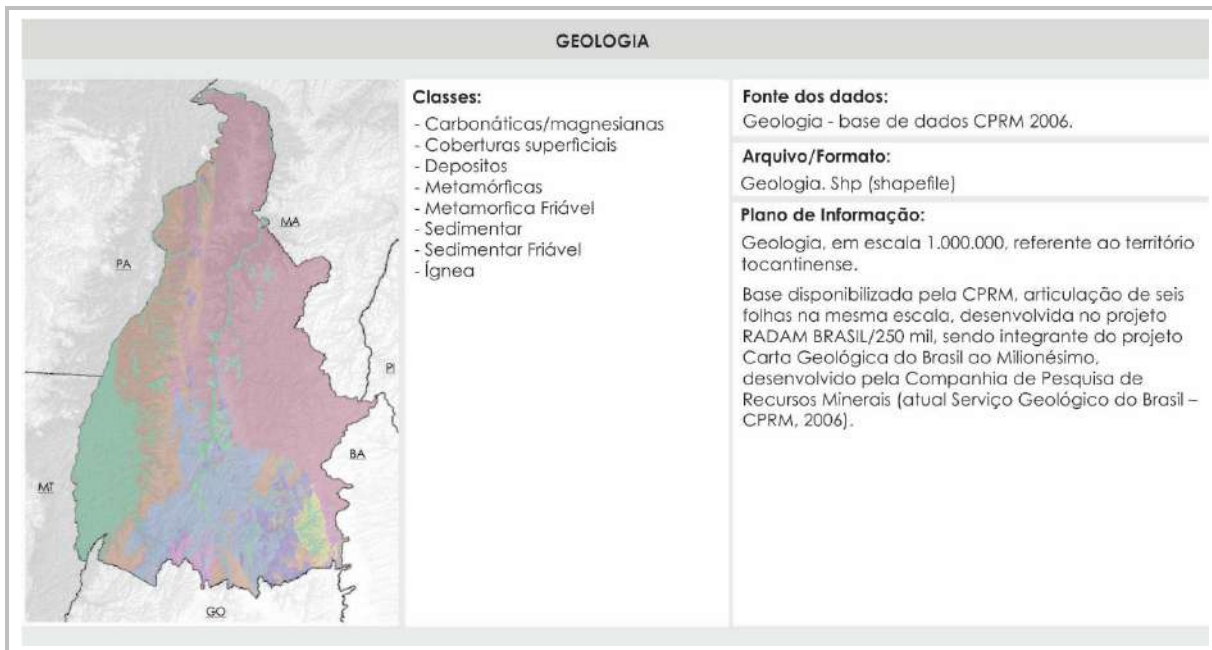 GEOLOGIA
MA
PA
PI
BA
MT
GO
Classes:
- Carbonáticas/magnesianas
- Coberturas superficiais
- Depositos
- Metamórficas
- Metamorfica Friável
- Sedimentar
- Sedimentar Friável
- Ígnea
Fonte dos dados:
Geologia - base de dados CPRM 2006.
Arquivo/Formato:
Geologia. Shp (shapefile)
Plano de Informação:
Geologia, em escala 1.000.000, referente ao território
tocantinense.
Base disponibilizada pela CPRM, articulação de seis
folhas na mesma escala, desenvolvida no projeto
RADAM BRASIL/250 mil, sendo integrante do projeto
Carta Geológica do Brasil ao Milionésimo,
desenvolvido pela Companhia de Pesquisa de
Recursos Minerais (atual Serviço Geológico do Brasil –
CPRM, 2006).